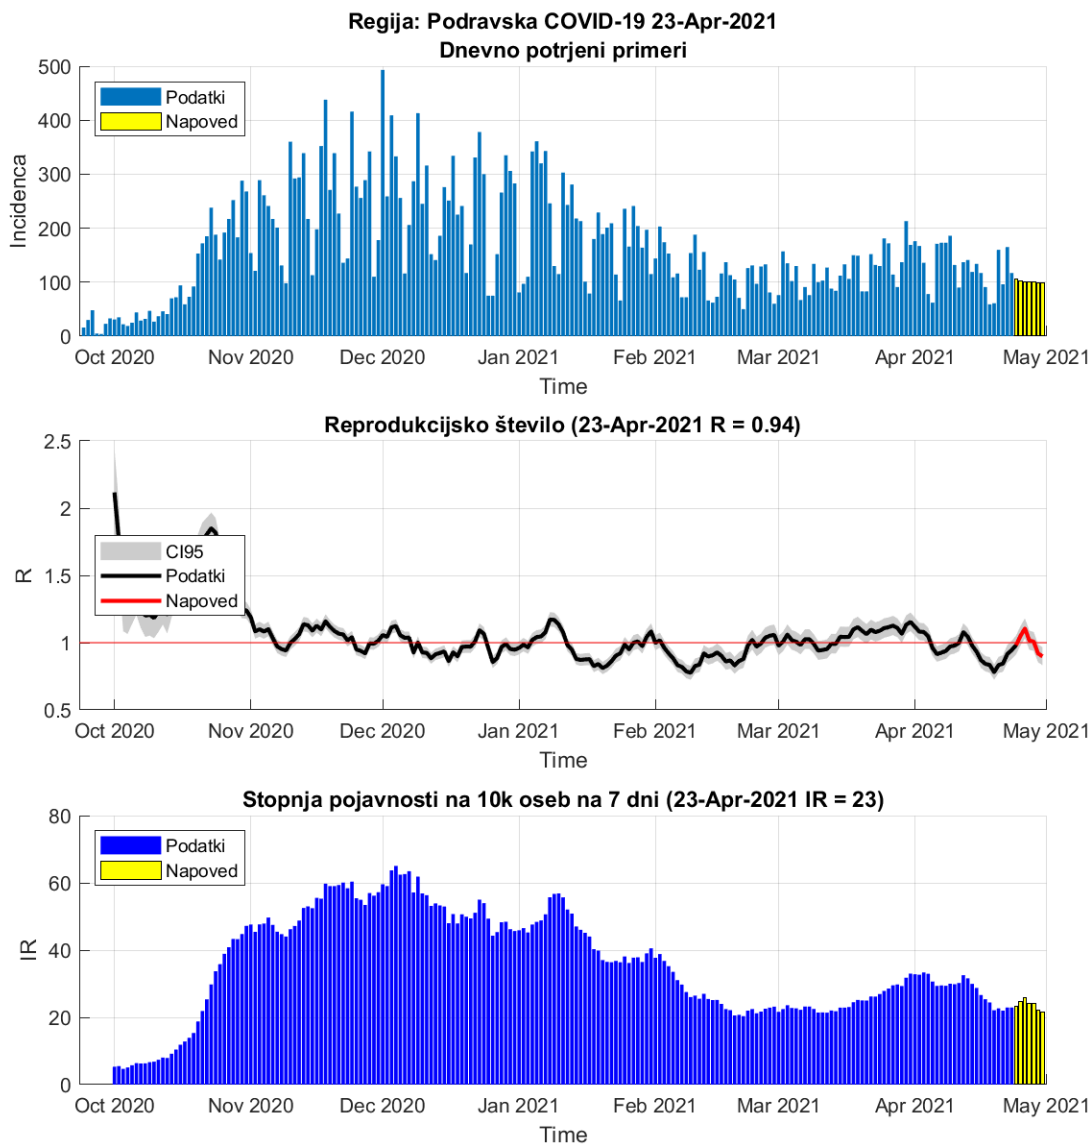 Regija: Podravska COVID-19 23-Apr-2021
Dnevno potrjeni primeri
500
400
300
200
100
0
Incidenca
Podatki
Napoved
Oct 2020 Nov 2020 Dec 2020 Jan 2021 Feb 2021 Mar 2021 Apr 2021 May 2021
Time
Reprodukcijsko število (23-Apr-2021 R = 0.94)
2.5
2
1.5
1
0.5
R
CI95
Podatki
Napoved
Oct 2020 Nov 2020 Dec 2020 Jan 2021 Feb 2021 Mar 2021 Apr 2021 May 2021
Time
Stopnja pojavnosti na 10k oseb na 7 dni (23-Apr-2021 IR = 23)
80
60
40
20
0
IR
Podatki
Napoved
Oct 2020 Nov 2020 Dec 2020 Jan 2021 Feb 2021 Mar 2021 Apr 2021 May 2021
Time